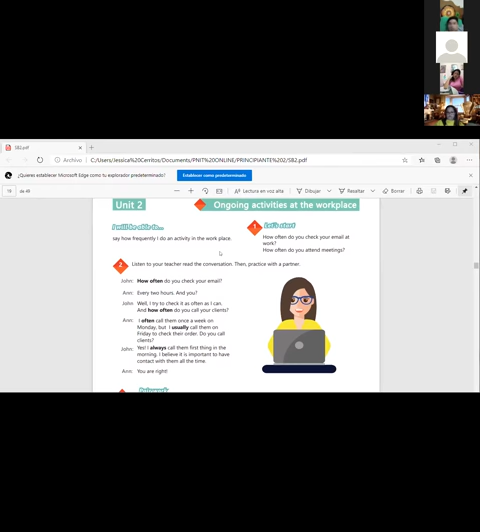 SB2.pdf
Archivo
C:/Users/Jessica%20Cerritos/Documents/PNIT%20ONLINE/PRINCIPIANTE%202/SB2.pdf
¿Quieres establecer Microsoft Edge como tu explorador predeterminado?
Establecer como predeterminado
18
de 49
Lectura en voz alta
Dibujar
Resaltar
Borrar
Unit 2
Ongoing activities at the workplace
I will be able to...
say how frequently I do an activity in the work place.
1
Let's start
How often do you check your email at
work?
How often do you attend meetings?
2
Listen to your teacher read the conversation. Then, practice with a partner.
John: How often do you check your email?
Ann: Every two hours. And you?
John: Well, I try to check it as often as I can.
And how often do you call your clients?
Ann: I often call them once a week on
Monday, but I usually call them on
Friday to check their order. Do you call
clients?
John: Yes! I always call them first thing in the
morning. I believe it is important to have
contact with them all the time.
Ann: You are right!